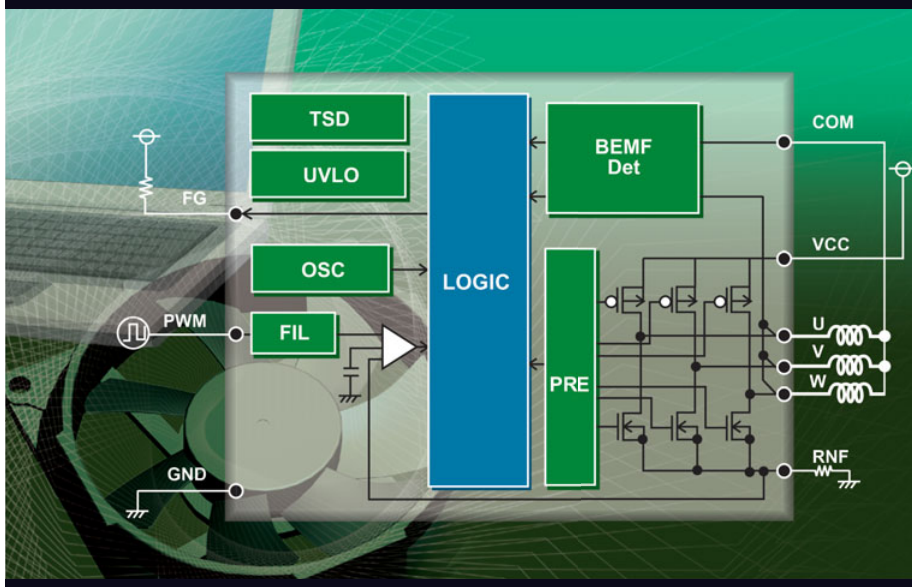 TSD
UVLO
FG
OSC
PWM
FIL
GND
LOGIC
BEMF
Det
PRE
COM
VCC
U
V
W
RNF